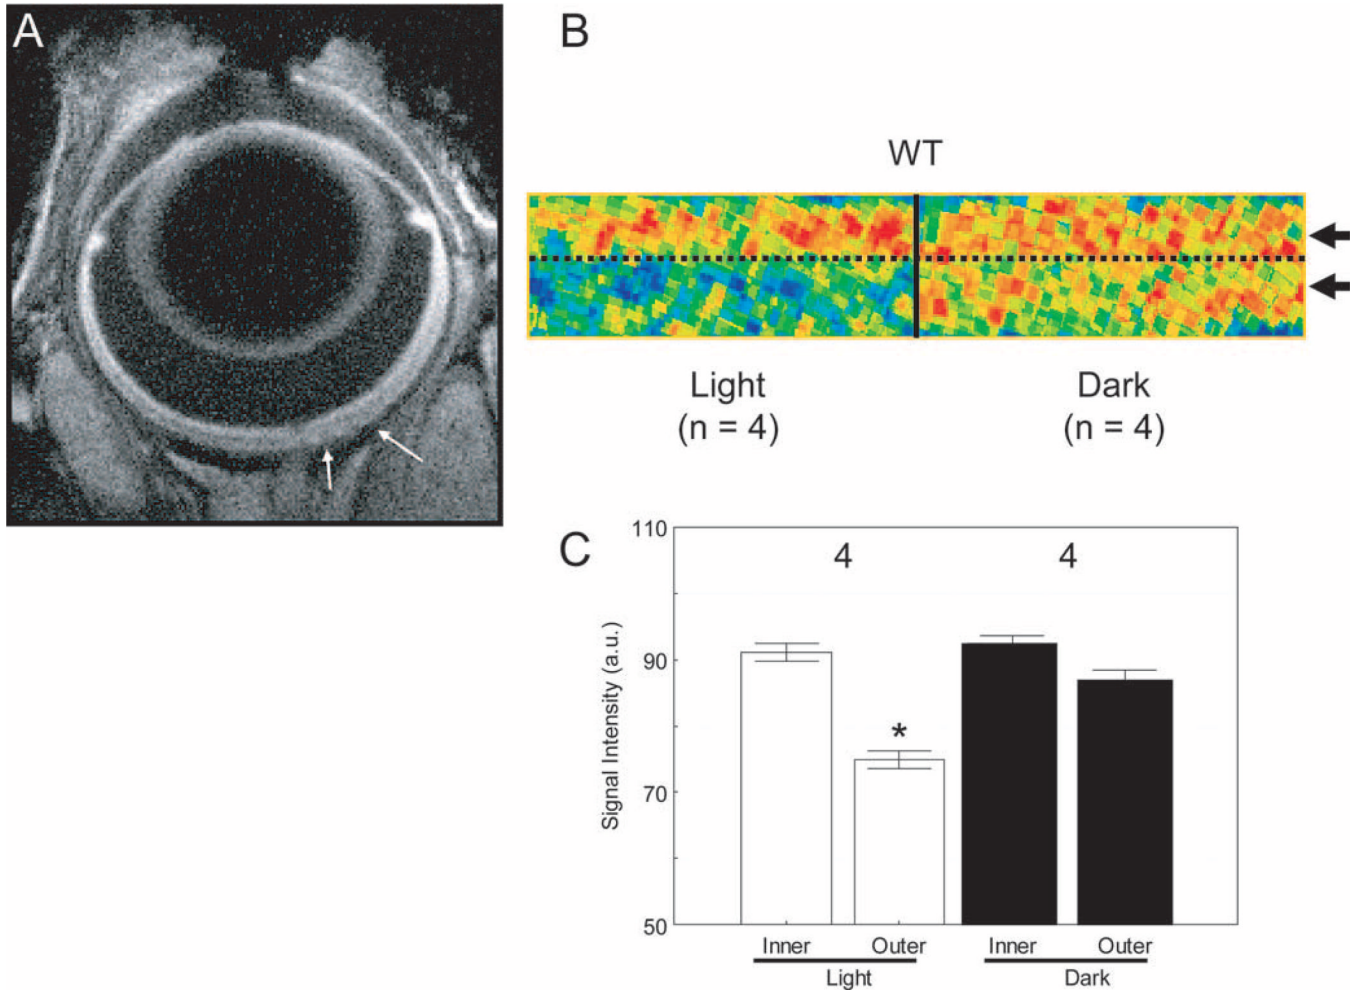 A
B
WT
Light
(n = 4)
Dark
(n = 4)
C
110
90
70
50
Signal Intensity (a.u.)
4
4
*
Inner
Outer
Inner
Outer
Light
Dark